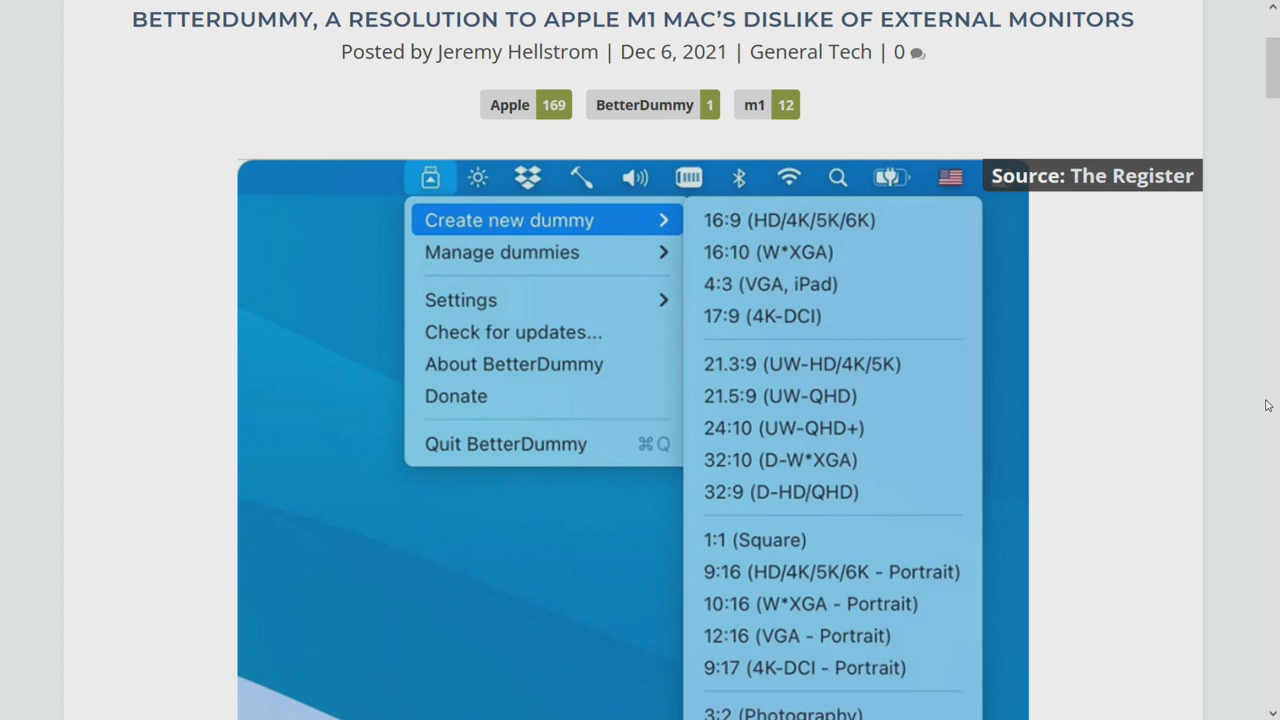 BETTERDUMMY, A RESOLUTION TO APPLE M1 MAC'S DISLIKE OF EXTERNAL MONITORS
Posted by Jeremy Hellstrom | Dec 6, 2021 | General Tech | 0
Apple 169 BetterDummy 1 m1 12
Source: The Register
Create new dummy
Manage dummies
Settings
Check for updates...
About BetterDummy
Donate
Quit BetterDummy ⌘Q
16:9 (HD/4K/5K/6K)
16:10 (W*XGA)
4:3 (VGA, iPad)
17:9 (4K-DCI)
21.3:9 (UW-HD/4K/5K)
21.5:9 (UW-QHD)
24:10 (UW-QHD+)
32:10 (D-W*XGA)
32:9 (D-HD/QHD)
1:1 (Square)
9:16 (HD/4K/5K/6K - Portrait)
10:16 (W*XGA - Portrait)
12:16 (VGA - Portrait)
9:17 (4K-DCI - Portrait)
3:2 (Photography)